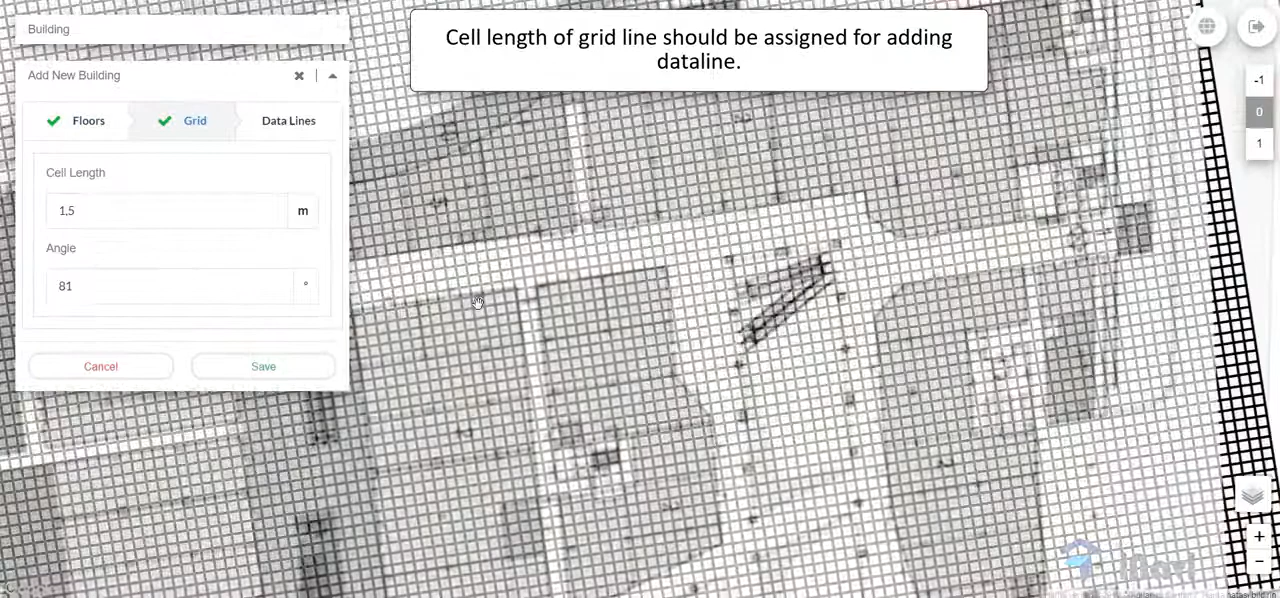 Building
Cell length of grid line should be assigned for adding
dataline.
Add New Building
Floors
Grid
Data Lines
Cell Length
1,5
m
Angle
81
°
Cancel
Save
-1
0
1
+
−